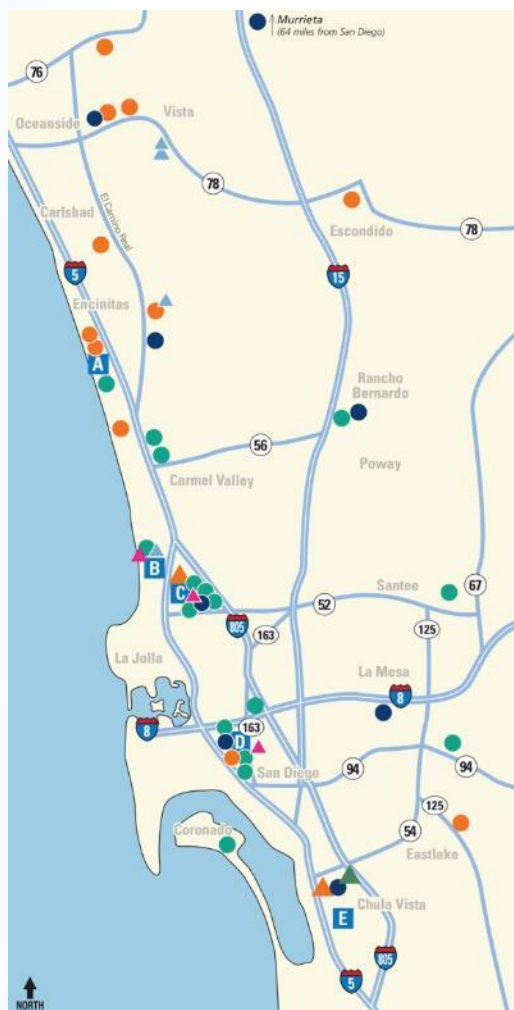 Murrieta
(64 miles from San Diego)
76
78
Oceanside
Vista
El Camino Real
78
Carlsbad
Escondido
78
5
15
Encinitas
A
Rancho
Bernardo
56
Poway
Carmel Valley
B
C
Santee
67
52
805
163
125
La Jolla
La Mesa
8
8
163
D
San Diego
94
94
125
Coronado
54
Eastlake
Chula Vista
E
805
5
NORTH